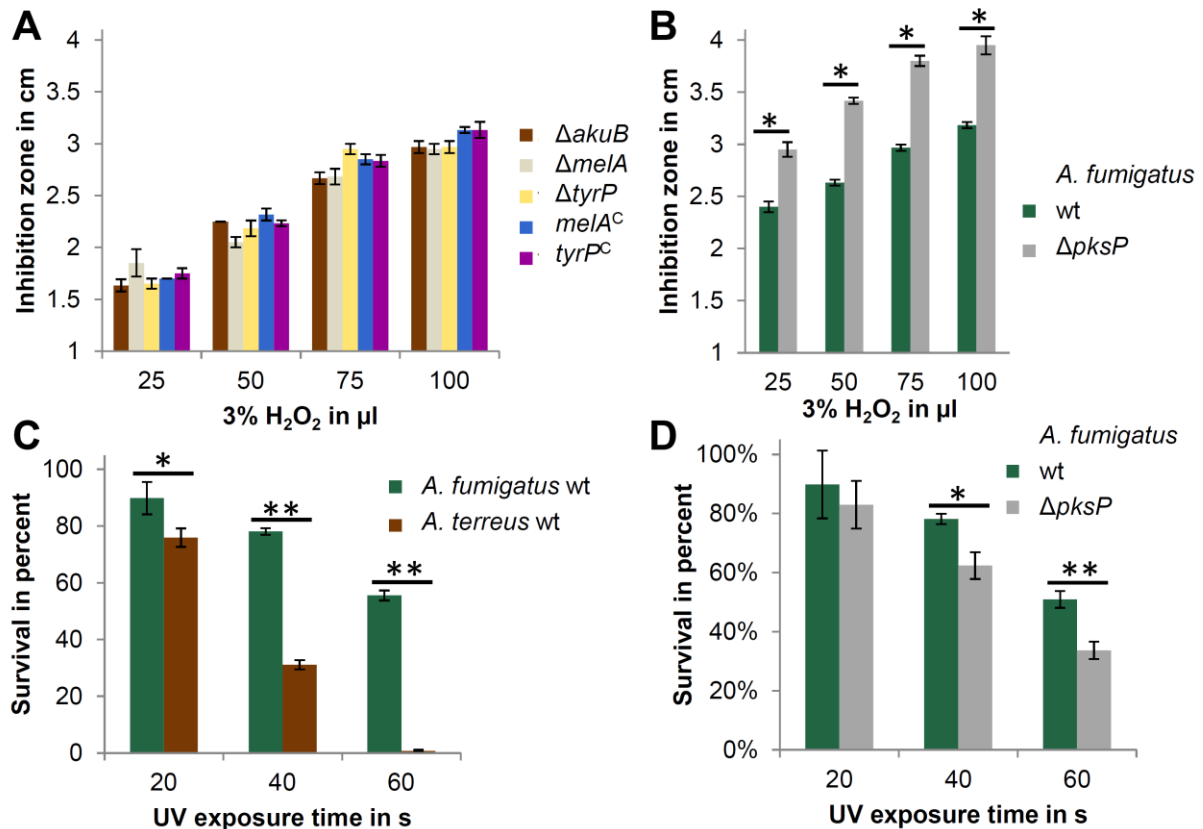 A
Inhibition zone in cm
4
3.5
3
2.5
2
1.5
1
25 50 75 100
3% H₂O₂ in µl
ΔakuB
ΔmelA
ΔtyrP
melAᶜ
tyrPᶜ
B
Inhibition zone in cm
4
3.5
3
2.5
2
1.5
1
* * * *
25 50 75 100
3% H₂O₂ in µl
A. fumigatus
wt
ΔpksP
C
Survival in percent
100
80
60
40
20
0
* ** **
20 40 60
UV exposure time in s
A. fumigatus wt
A. terreus wt
D
Survival in percent
100%
80%
60%
40%
20%
0%
* **
20 40 60
UV exposure time in s
A. fumigatus
wt
ΔpksP